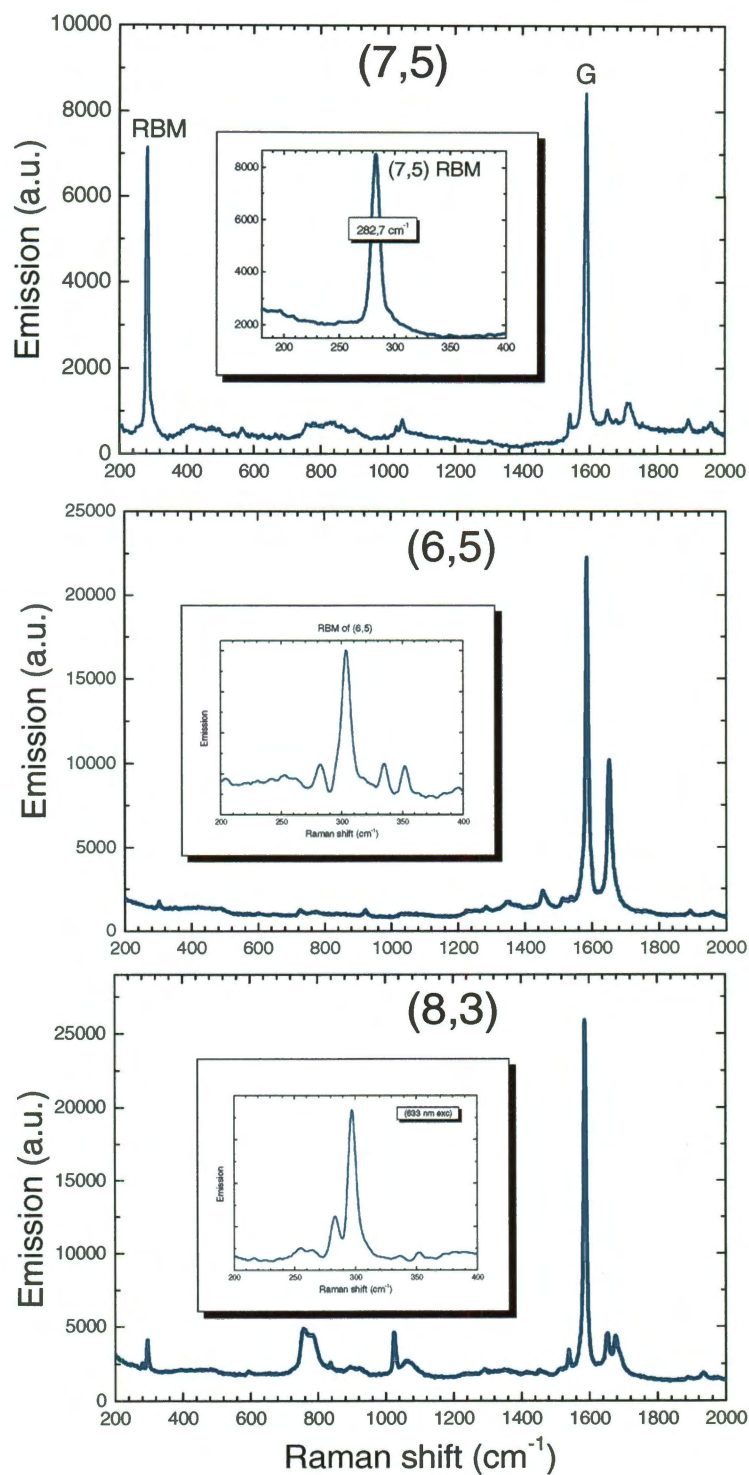 10000
8000
6000
4000
2000
0
Emission (a.u.)
(7,5)
RBM
G
8000
6000
4000
2000
(7,5) RBM
282,7 cm⁻¹
200 250 300 350 400
200 400 600 800 1000 1200 1400 1600 1800 2000
25000
20000
15000
10000
5000
0
Emission (a.u.)
(6,5)
RBM of (6,5)
Emission
200 250 300 350 400
Raman shift (cm⁻¹)
200 400 600 800 1000 1200 1400 1600 1800 2000
25000
20000
15000
10000
5000
0
Emission (a.u.)
(8,3)
(633 nm exc)
Emission
200 250 300 350 400
Raman shift (cm⁻¹)
200 400 600 800 1000 1200 1400 1600 1800 2000
Raman shift (cm⁻¹)